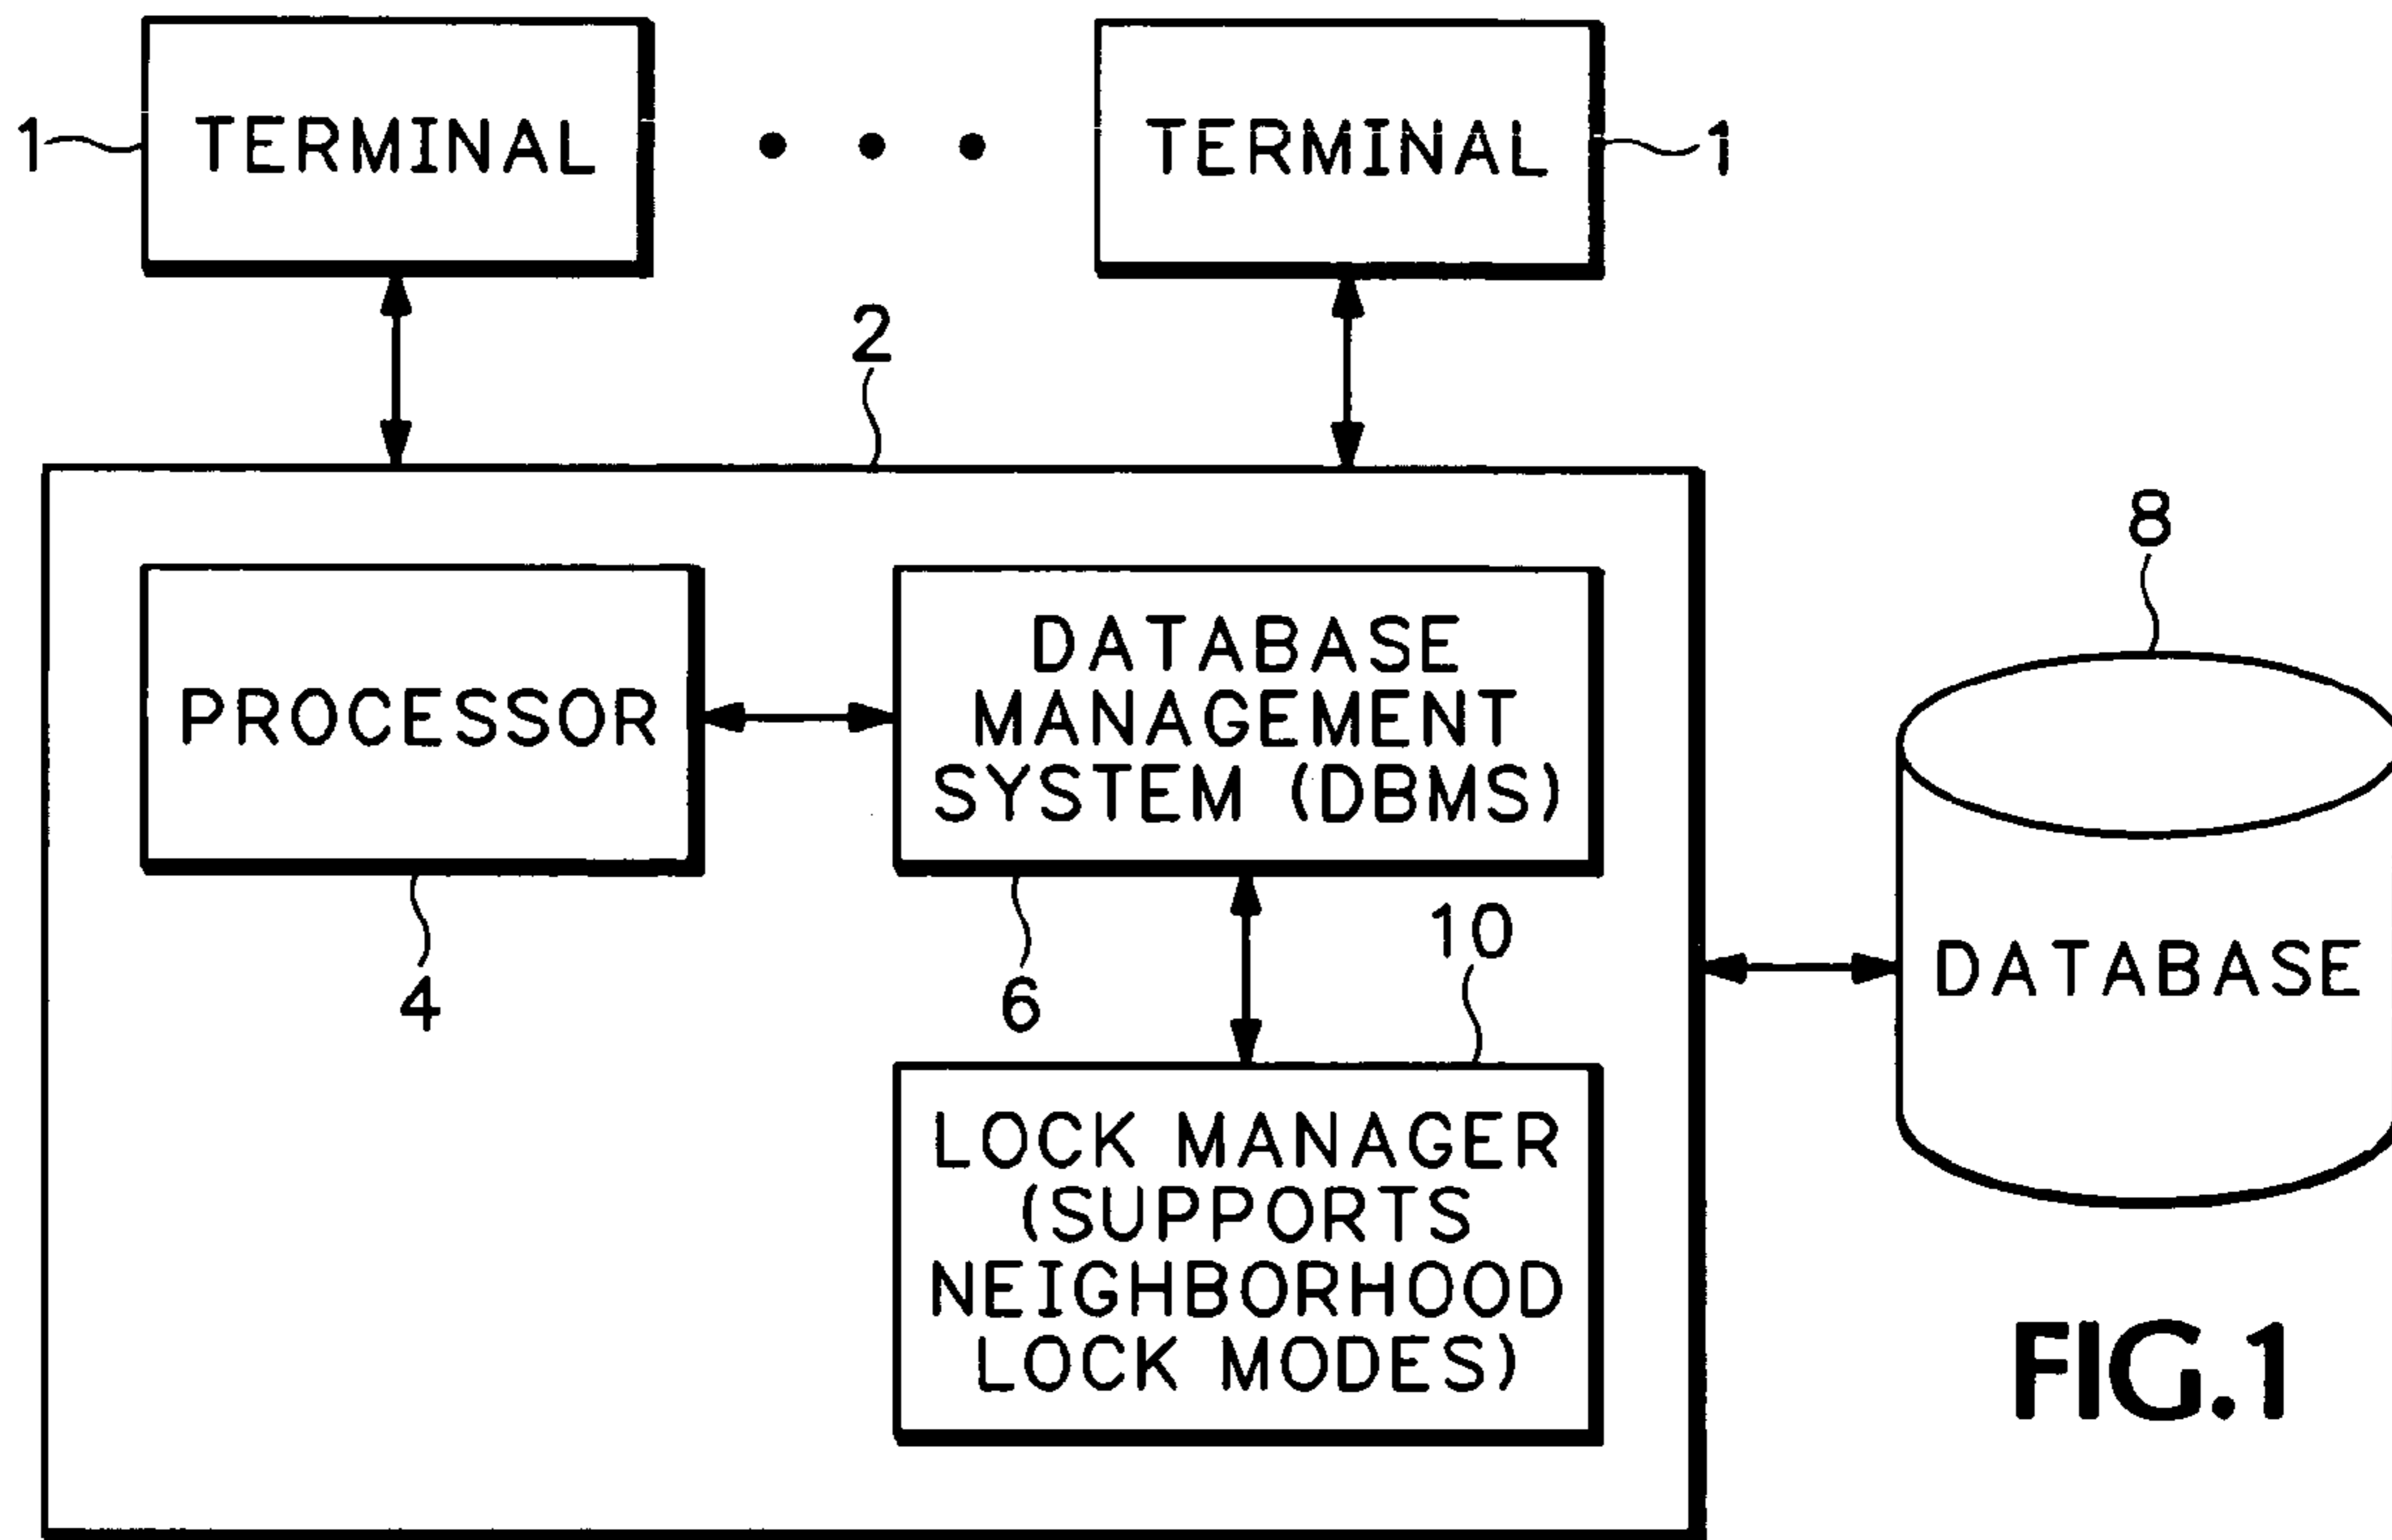 1
TERMINAL
TERMINAL
1
2
8
PROCESSOR
DATABASE
MANAGEMENT
SYSTEM (DBMS)
4
6
10
DATABASE
LOCK MANAGER
(SUPPORTS
NEIGHBORHOOD
LOCK MODES)
FIG.1